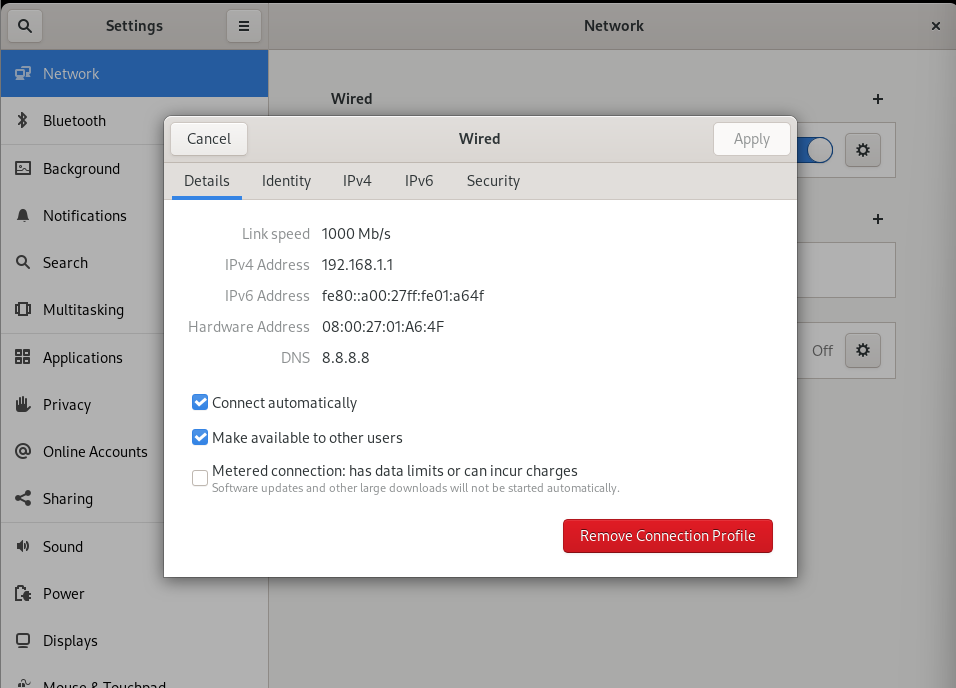 Settings
Network
Network
Bluetooth
Background
Notifications
Search
Multitasking
Applications
Privacy
Online Accounts
Sharing
Sound
Power
Displays
Mouse & Touchpad
Wired
Off
Cancel
Wired
Apply
Details
Identity
IPv4
IPv6
Security
Link speed 1000 Mb/s
IPv4 Address 192.168.1.1
IPv6 Address fe80::a00:27ff:fe01:a64f
Hardware Address 08:00:27:01:A6:4F
DNS 8.8.8.8
Connect automatically
Make available to other users
Metered connection: has data limits or can incur charges
Software updates and other large downloads will not be started automatically.
Remove Connection Profile